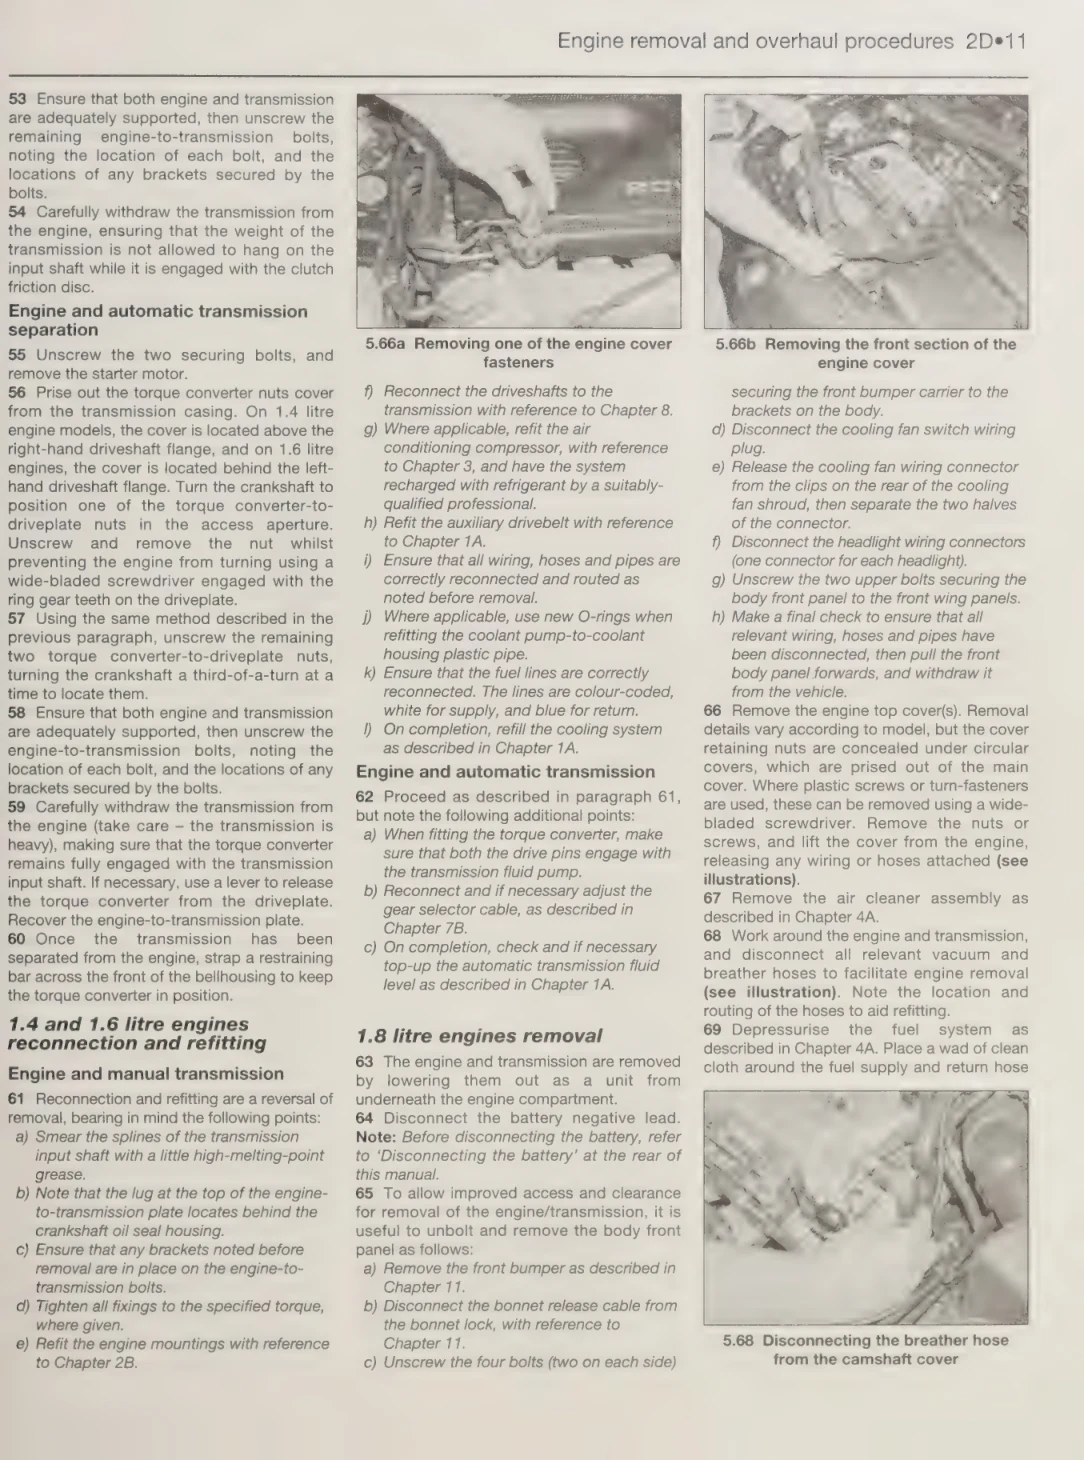 Engine removal and overhaul procedures 2D•11
53 Ensure that both engine and transmission
are adequately supported, then unscrew the
remaining engine-to-transmission bolts,
noting the location of each bolt, and the
locations of any brackets secured by the
bolts.
54 Carefully withdraw the transmission from
the engine, ensuring that the weight of the
transmission is not allowed to hang on the
input shaft while it is engaged with the clutch
friction disc.
Engine and automatic transmission
separation
55 Unscrew the two securing bolts, and
remove the starter motor.
56 Prise out the torque converter nuts cover
from the transmission casing. On 1.4 litre
engine models, the cover is located above the
right-hand driveshaft flange, and on 1.6 litre
engines, the cover is located behind the left-
hand driveshaft flange. Turn the crankshaft to
position one of the torque converter-to-
driveplate nuts in the access aperture.
Unscrew and remove the nut whilst
preventing the engine from turning using a
wide-bladed screwdriver engaged with the
ring gear teeth on the driveplate.
57 Using the same method described in the
previous paragraph, unscrew the remaining
two torque converter-to-driveplate nuts,
turning the crankshaft a third-of-a-turn at a
time to locate them.
58 Ensure that both engine and transmission
are adequately supported, then unscrew the
engine-to-transmission bolts, noting the
location of each bolt, and the locations of any
brackets secured by the bolts.
59 Carefully withdraw the transmission from
the engine (take care – the transmission is
heavy), making sure that the torque converter
remains fully engaged with the transmission
input shaft. If necessary, use a lever to release
the torque converter from the driveplate.
Recover the engine-to-transmission plate.
60 Once the transmission has been
separated from the engine, strap a restraining
bar across the front of the bellhousing to keep
the torque converter in position.
1.4 and 1.6 litre engines
reconnection and refitting
Engine and manual transmission
61 Reconnection and refitting are a reversal of
removal, bearing in mind the following points:
a) Smear the splines of the transmission
input shaft with a little high-melting-point
grease.
b) Note that the lug at the top of the engine-
to-transmission plate locates behind the
crankshaft oil seal housing.
c) Ensure that any brackets noted before
removal are in place on the engine-to-
transmission bolts.
d) Tighten all fixings to the specified torque,
where given.
e) Refit the engine mountings with reference
to Chapter 2B.
5.66a Removing one of the engine cover
fasteners
f) Reconnect the driveshafts to the
transmission with reference to Chapter 8.
g) Where applicable, refit the air
conditioning compressor, with reference
to Chapter 3, and have the system
recharged with refrigerant by a suitably-
qualified professional.
h) Refit the auxiliary drivebelt with reference
to Chapter 1A.
i) Ensure that all wiring, hoses and pipes are
correctly reconnected and routed as
noted before removal.
j) Where applicable, use new O-rings when
refitting the coolant pump-to-coolant
housing plastic pipe.
k) Ensure that the fuel lines are correctly
reconnected. The lines are colour-coded,
white for supply, and blue for return.
l) On completion, refill the cooling system
as described in Chapter 1A.
Engine and automatic transmission
62 Proceed as described in paragraph 61,
but note the following additional points:
a) When fitting the torque converter, make
sure that both the drive pins engage with
the transmission fluid pump.
b) Reconnect and if necessary adjust the
gear selector cable, as described in
Chapter 7B.
c) On completion, check and if necessary
top-up the automatic transmission fluid
level as described in Chapter 1A.
1.8 litre engines removal
63 The engine and transmission are removed
by lowering them out as a unit from
underneath the engine compartment.
64 Disconnect the battery negative lead.
Note: Before disconnecting the battery, refer
to 'Disconnecting the battery' at the rear of
this manual.
65 To allow improved access and clearance
for removal of the engine/transmission, it is
useful to unbolt and remove the body front
panel as follows:
a) Remove the front bumper as described in
Chapter 11.
b) Disconnect the bonnet release cable from
the bonnet lock, with reference to
Chapter 11.
c) Unscrew the four bolts (two on each side)
5.66b Removing the front section of the
engine cover
securing the front bumper carrier to the
brackets on the body.
d) Disconnect the cooling fan switch wiring
plug.
e) Release the cooling fan wiring connector
from the clips on the rear of the cooling
fan shroud, then separate the two halves
of the connector.
f) Disconnect the headlight wiring connectors
(one connector for each headlight).
g) Unscrew the two upper bolts securing the
body front panel to the front wing panels.
h) Make a final check to ensure that all
relevant wiring, hoses and pipes have
been disconnected, then pull the front
body panel forwards, and withdraw it
from the vehicle.
66 Remove the engine top cover(s). Removal
details vary according to model, but the cover
retaining nuts are concealed under circular
covers, which are prised out of the main
cover. Where plastic screws or turn-fasteners
are used, these can be removed using a wide-
bladed screwdriver. Remove the nuts or
screws, and lift the cover from the engine,
releasing any wiring or hoses attached (see
illustrations).
67 Remove the air cleaner assembly as
described in Chapter 4A.
68 Work around the engine and transmission,
and disconnect all relevant vacuum and
breather hoses to facilitate engine removal
(see illustration). Note the location and
routing of the hoses to aid refitting.
69 Depressurise the fuel system as
described in Chapter 4A. Place a wad of clean
cloth around the fuel supply and return hose
5.68 Disconnecting the breather hose
from the camshaft cover